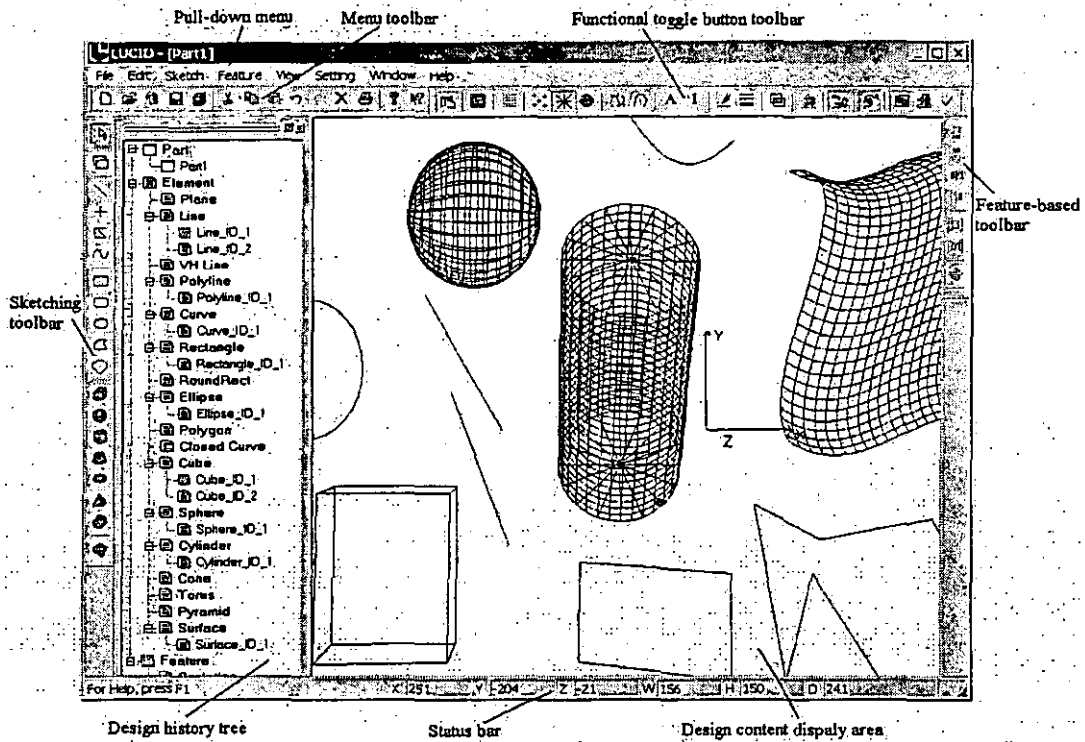 Pull-down menu
Menu toolbar
Functional toggle button toolbar
LUCID - [Part1]
File Edit Sketch Feature View Setting Window Help
Part
Part1
Element
Plane
Line
Line_ID_1
Line_ID_2
VH Line
Polyline
Polyline_ID_1
Curve
Curve_ID_1
Rectangle
Rectangle_ID_1
RoundRect
Ellipse
Ellipse_ID_1
Polygon
Closed Curve
Cube
Cube_ID_1
Cube_ID_2
Sphere
Sphere_ID_1
Cylinder
Cylinder_ID_1
Cone
Tores
Pyramid
Surface
Surface_ID_1
Feature
Sketching
toolbar
Y
Z
Feature-based
toolbar
For Help, press F1
X 251 Y -204 Z -21 W 156 H 150 D 241
Design history tree
Status bar
Design content dispaly area